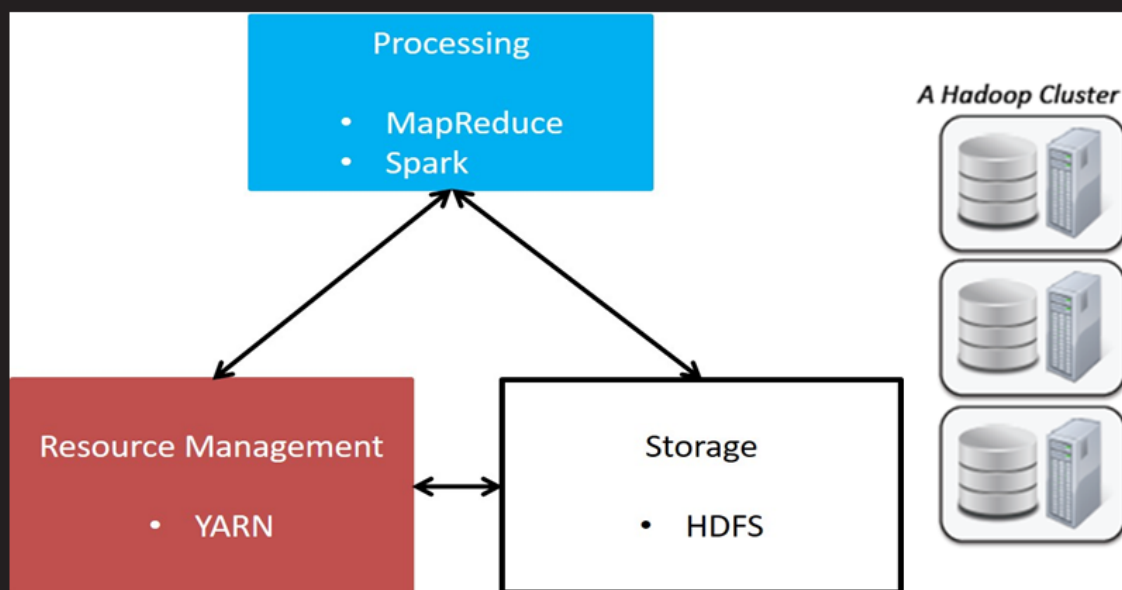 Processing
• MapReduce
• Spark
A Hadoop Cluster
Resource Management
• YARN
Storage
• HDFS